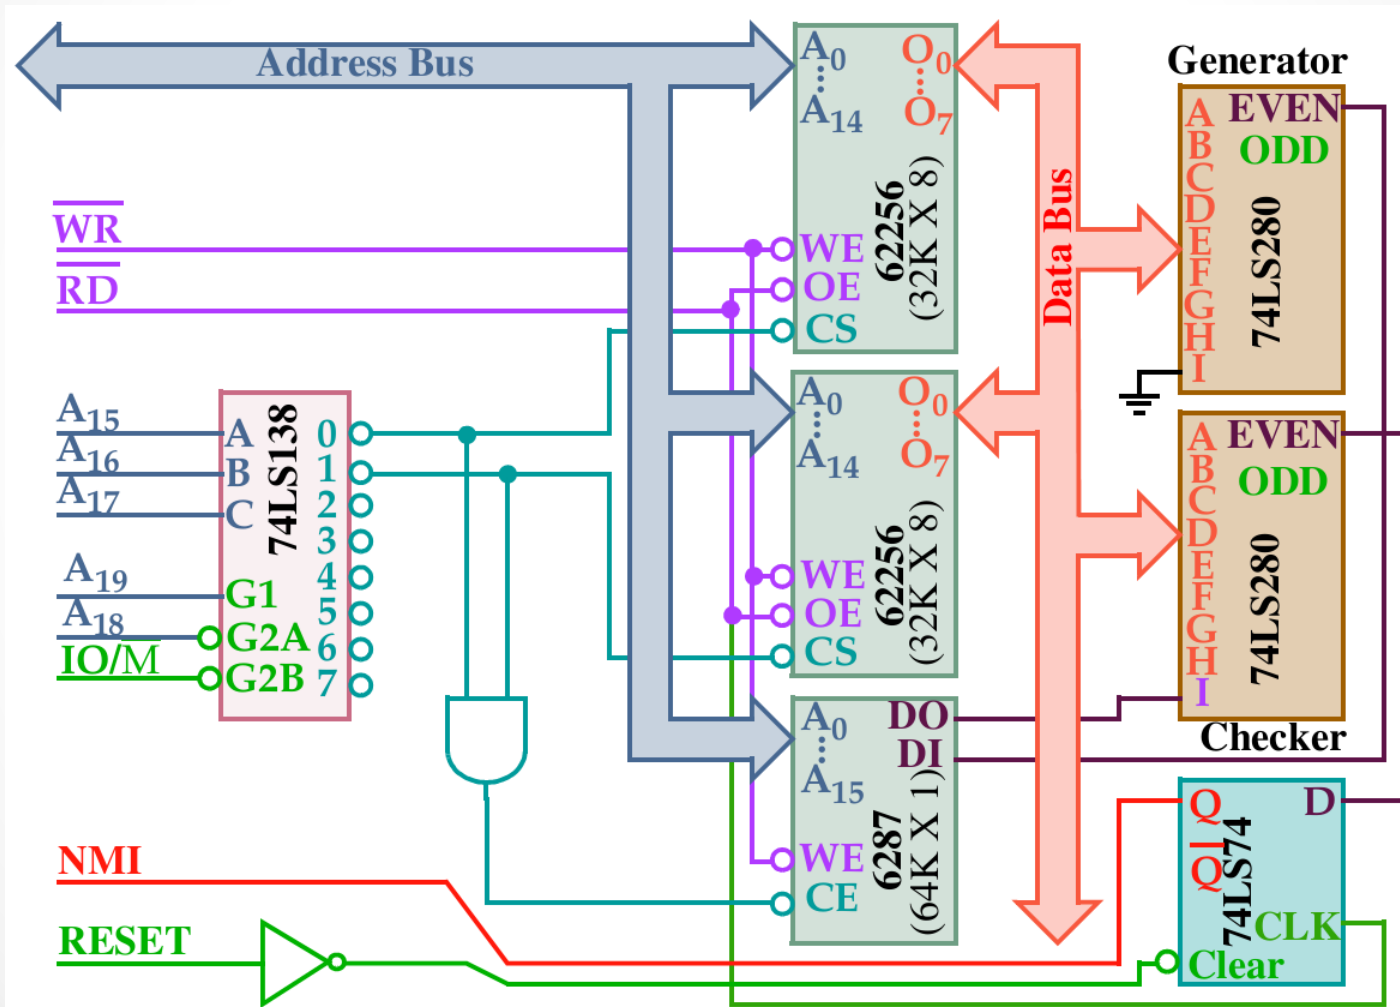 Address Bus
A0
A14
O0
O7
62256
(32K X 8)
WE
OE
CS
WR
RD
Data Bus
Generator
A
B
C
D
E
F
G
H
I
EVEN
ODD
74LS280
A15
A16
A17
A19
A18
IO/M
A
B
C
G1
G2A
G2B
74LS138
0
1
2
3
4
5
6
7
A0
A14
O0
O7
62256
(32K X 8)
WE
OE
CS
A
B
C
D
E
F
G
H
I
EVEN
ODD
74LS280
Checker
A0
A15
DO
DI
6287
(64K X 1)
WE
CE
NMI
RESET
Q
Q
D
74LS74
CLK
Clear